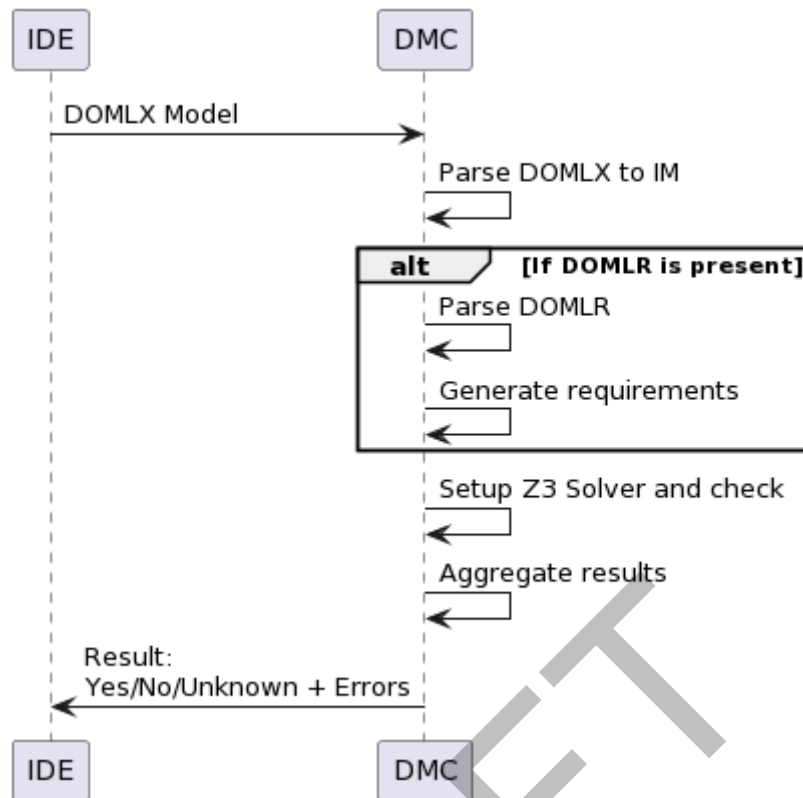 IDE DMC
DOMLX Model
Parse DOMLX to IM
alt [If DOMLR is present]
Parse DOMLR
Generate requirements
Setup Z3 Solver and check
Aggregate results
Result:
Yes/No/Unknown + Errors
IDE DMC
ET